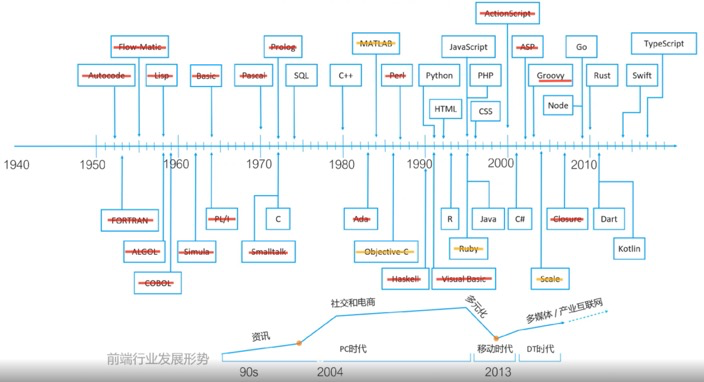 ActionScript
Flow-Matic
Prolog
MATLAB
JavaScript
ASP
Go
TypeScript
Autocode
Lisp
Basic
Pascal
SQL
C++
Perl
Python
PHP
Groovy
Rust
Swift
HTML
CSS
Node
1940
1950
1960
1970
1980
1990
2000
2010
FORTRAN
PL/I
C
Ada
R
Java
C#
Closure
Dart
ALGOL
Simula
Smalltalk
Objective-C
Ruby
Kotlin
COBOL
Haskell
Visual Basic
Scale
社交和电商
多元化
多媒体 / 产业互联网
资讯
前端行业发展形势
PC时代
移动时代
DT时代
90s
2004
2013